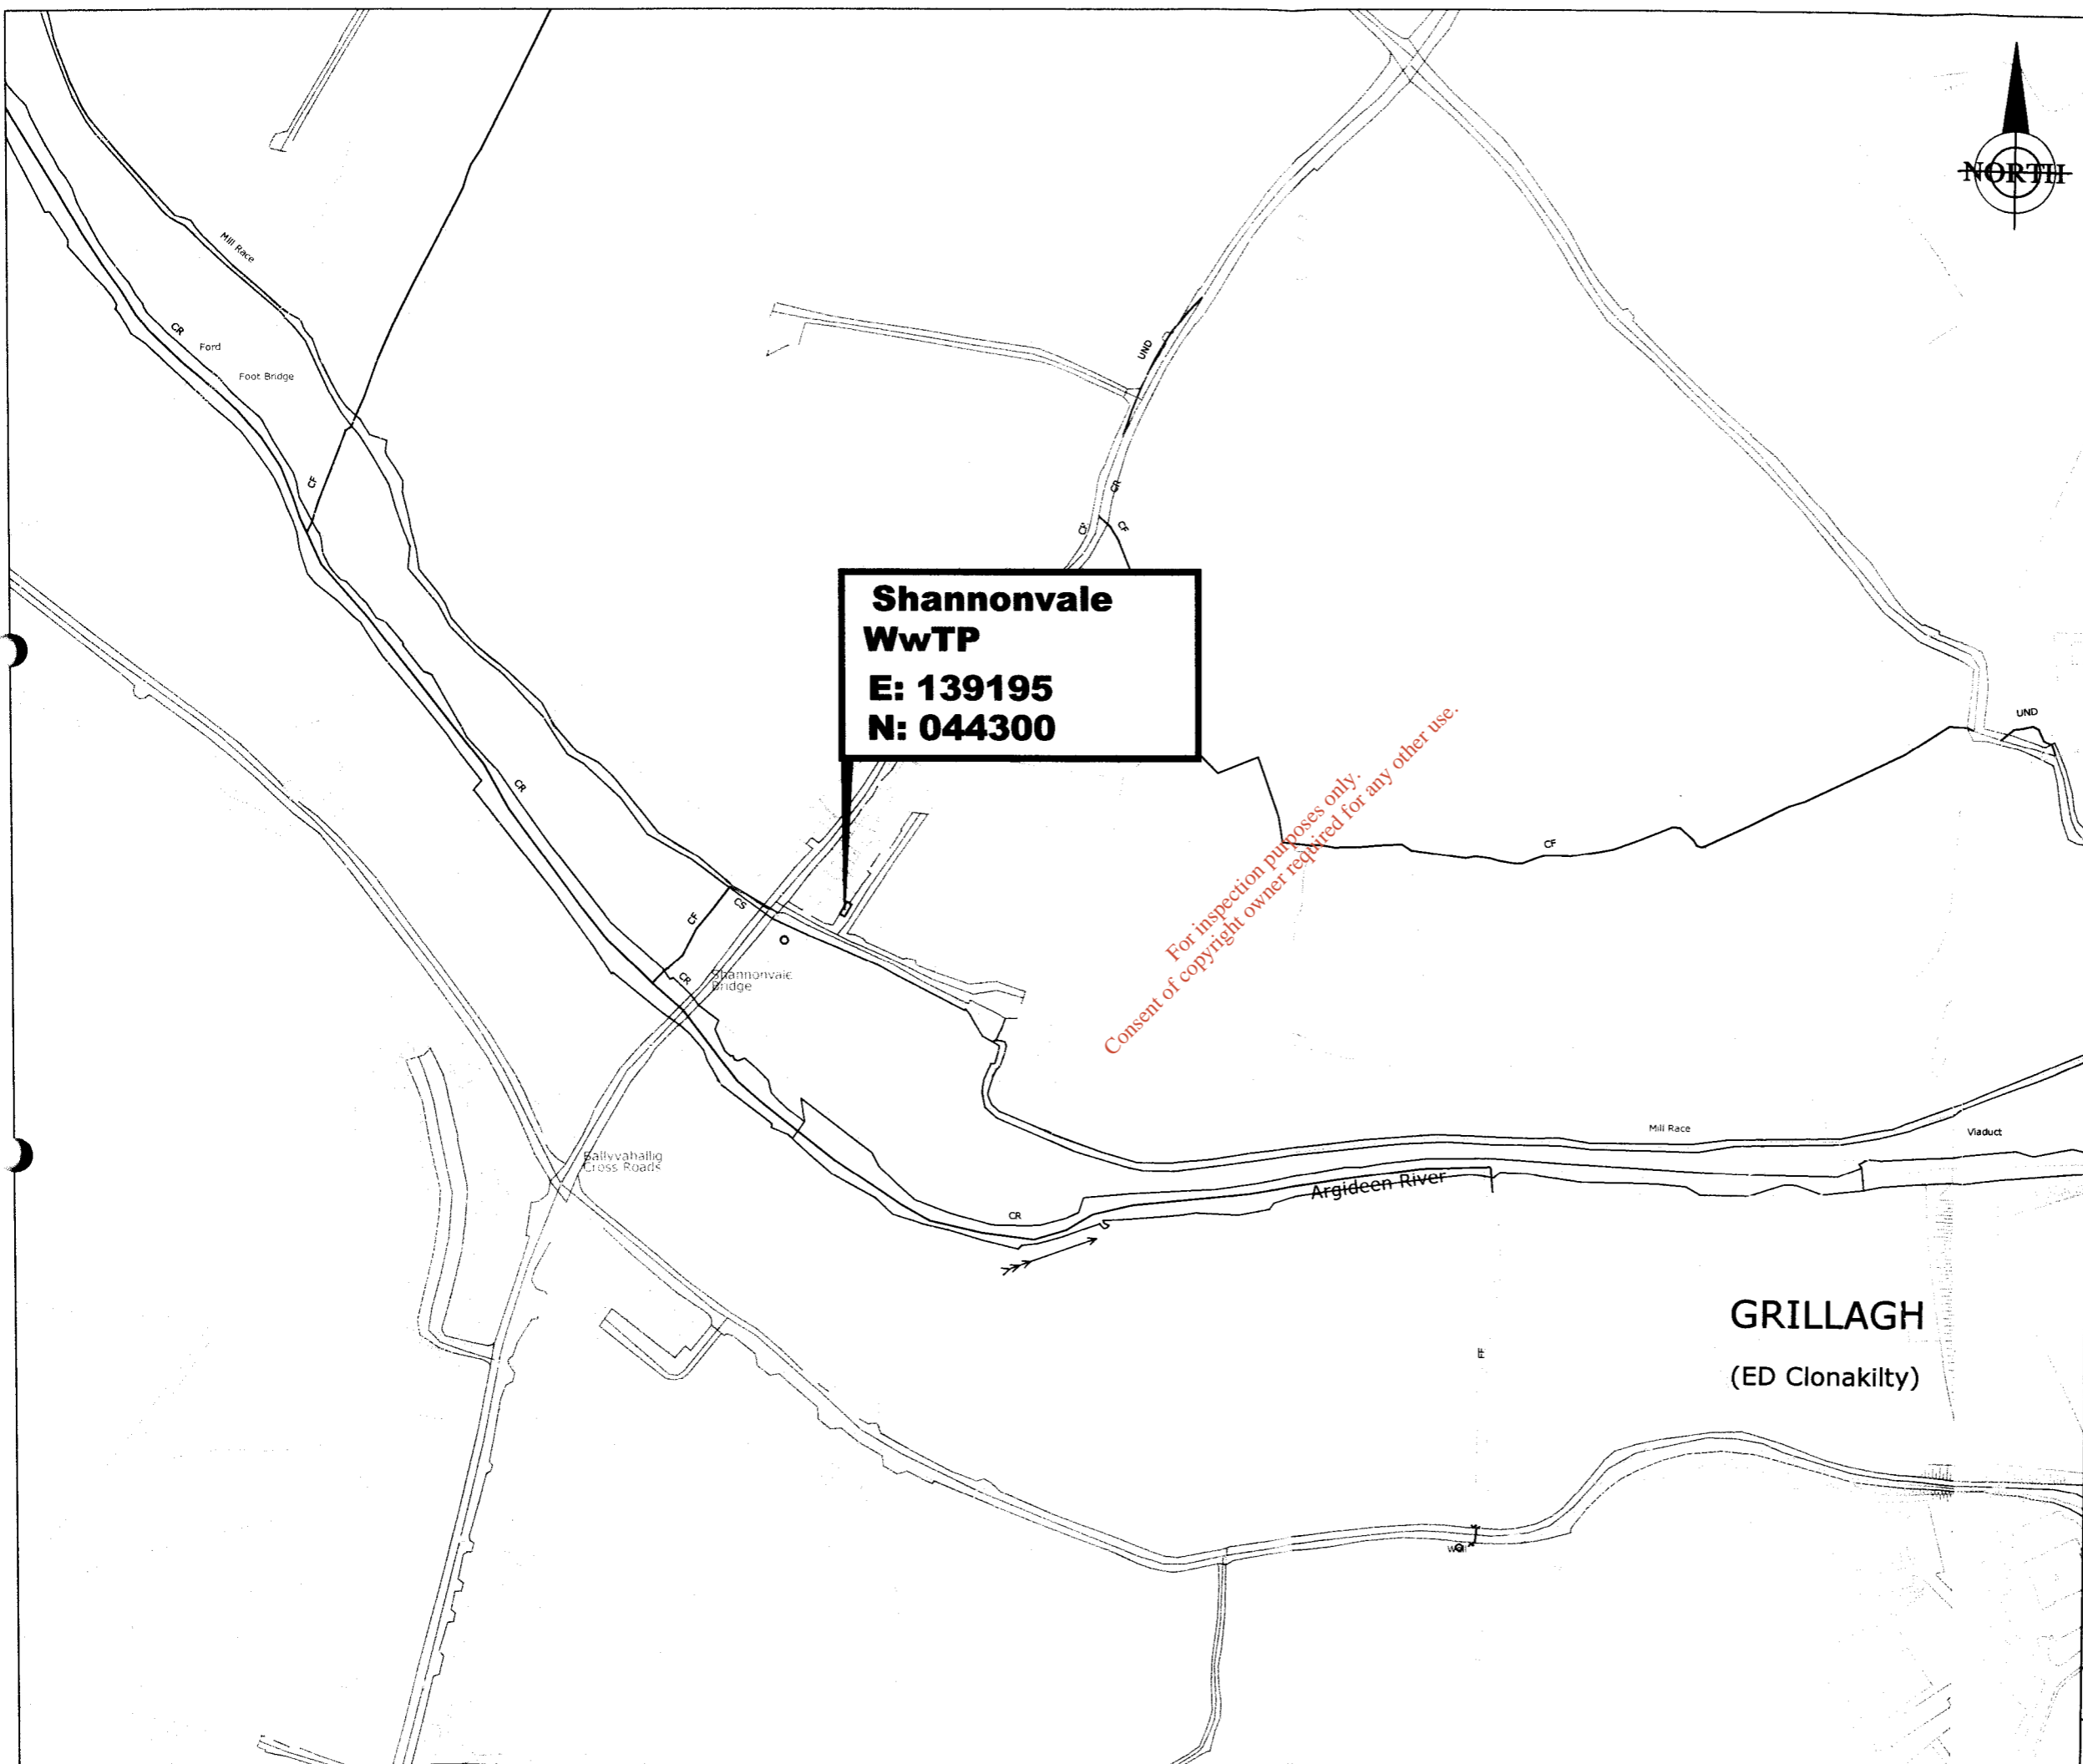 NORTH
Mill Race
CR
Ford
Foot Bridge
UND
CF
CR
CF
CF
Shannonvale
WwTP
E: 139195
N: 044300
UND
CR
For inspection purposes only.
Consent of copyright owner required for any other use.
CF
CS
CF
CR
Shannonvale
Bridge
Mill Race
Viaduct
Ballyvahallig
Cross Roads
Argideen River
CR
GRILLAGH
FF
(ED Clonakilty)
Well